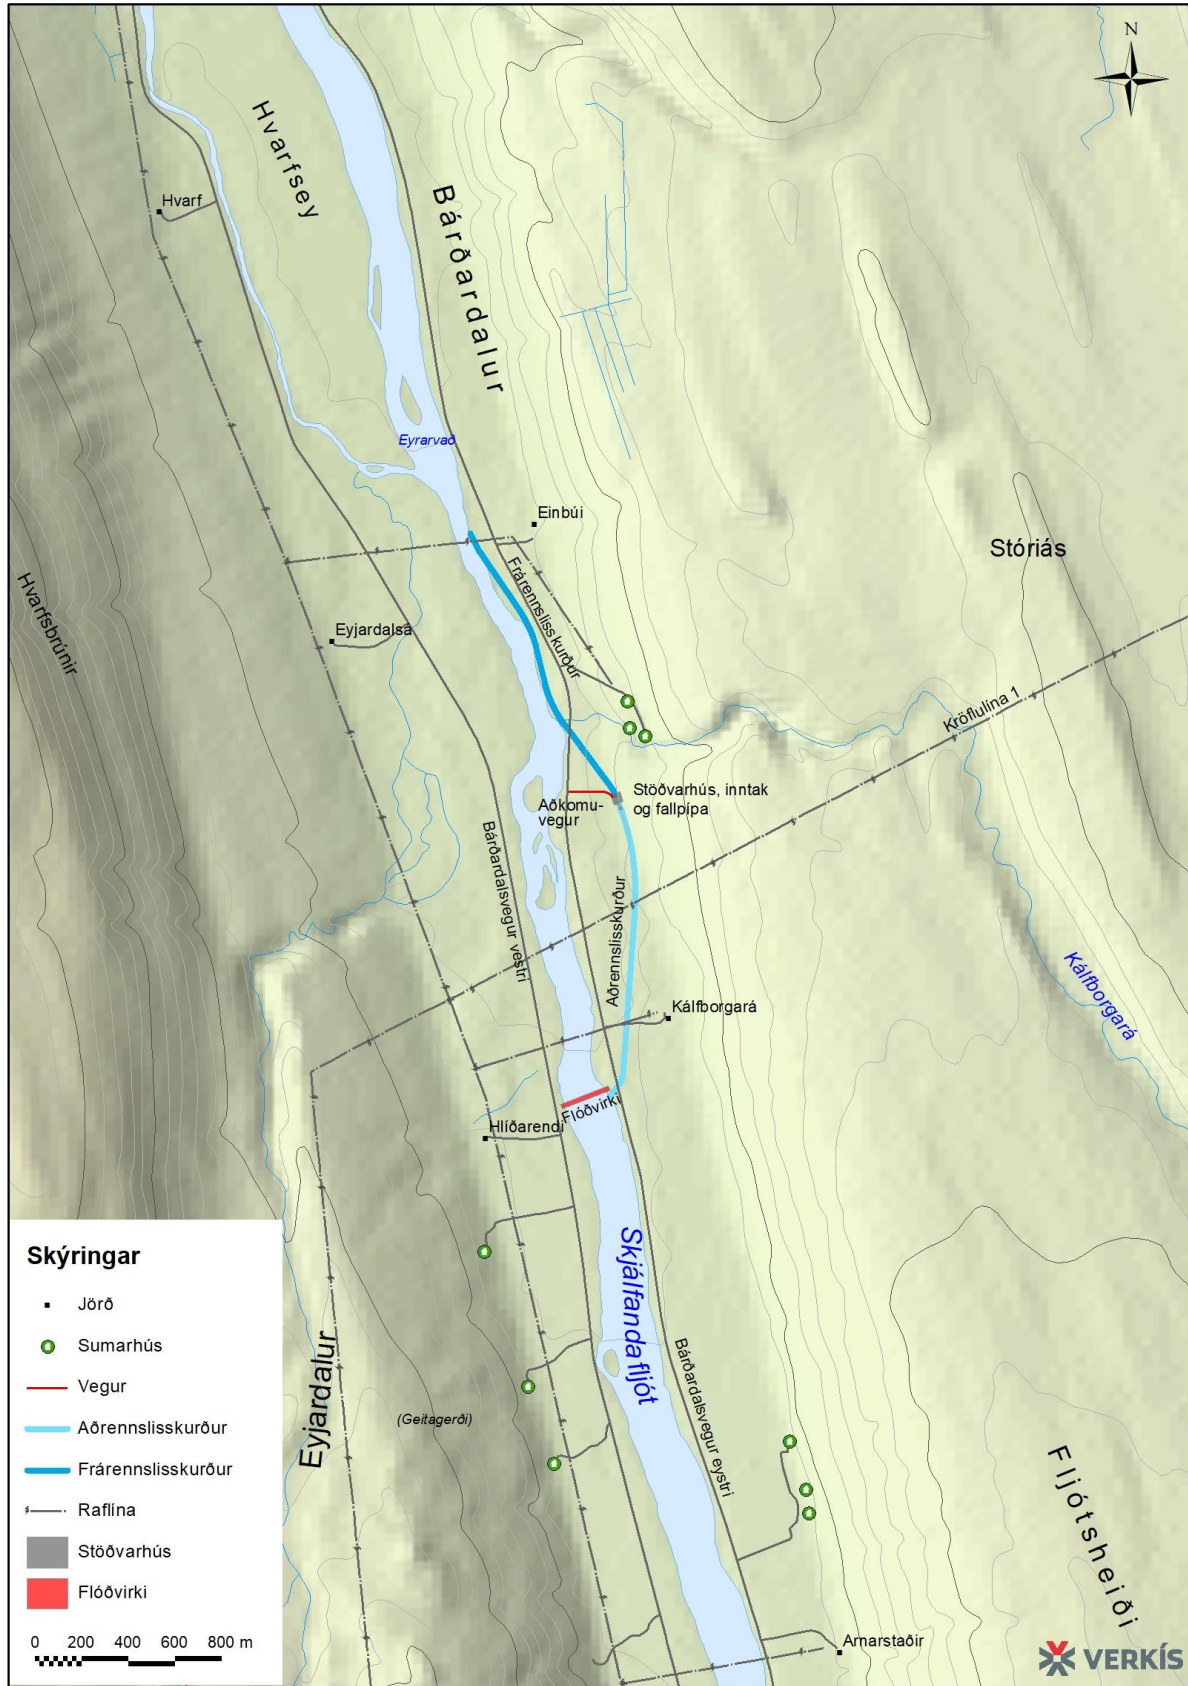 N
Hvarfsey
Hvarf
Bárðardalur
Eyrarvað
Einbúi
Stóriás
Frárennslisskurður
Hvarfsbrúnir
Eyjardalsá
Kröflulína 1
Stöðvarhús, inntak
og fallpípa
Aðkomu-
vegur
Bárðardalsvegur vestri
Aðrennslisskurður
Kálfborgará
Kálfborgará
Flóðvirki
Hlíðarendi
Skjálfandafljót
Bárðardalsvegur eystri
Eyjardalur
(Geitagerði)
Fljótsheiði
Arnarstaðir
Skýringar
Jörð
Sumarhús
Vegur
Aðrennslisskurður
Frárennslisskurður
Raflína
Stöðvarhús
Flóðvirki
0 200 400 600 800 m
VERKÍS